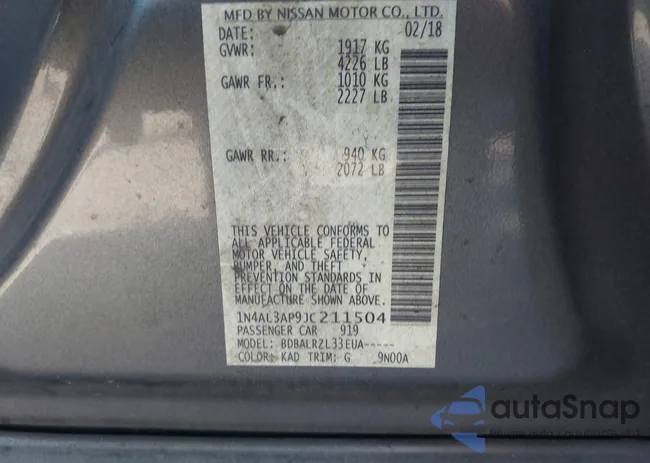 MFD BY NISSAN MOTOR CO., LTD.
DATE: 02/18
GVWR: 1917 KG
4226 LB
GAWR FR.: 1010 KG
2227 LB
GAWR RR.: 940 KG
2072 LB
THIS VEHICLE CONFORMS TO
ALL APPLICABLE FEDERAL
MOTOR VEHICLE SAFETY,
BUMPER, AND THEFT
PREVENTION STANDARDS IN
EFFECT ON THE DATE OF
MANUFACTURE SHOWN ABOVE.
1N4AL3AP9JC211504
PASSENGER CAR 919
MODEL: BDBALRZL33EUA-----
COLOR: KAD TRIM: G 9N00A
autoSnap